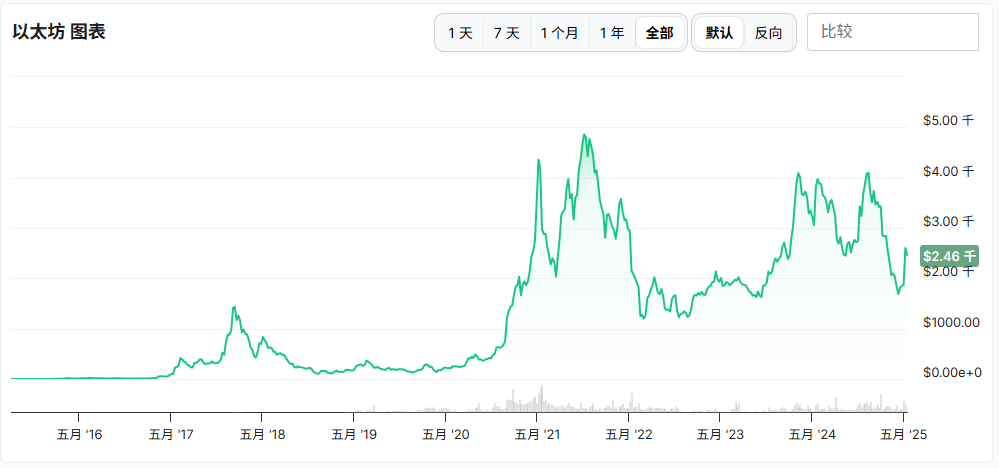 以太坊 图表
1 天 7 天 1 个月 1 年 全部 默认 反向 比较
$5.00 千
$4.00 千
$3.00 千
$2.46 千
$2.00 千
$1000.00
$0.00e+0
五月 '16 五月 '17 五月 '18 五月 '19 五月 '20 五月 '21 五月 '22 五月 '23 五月 '24 五月 '25